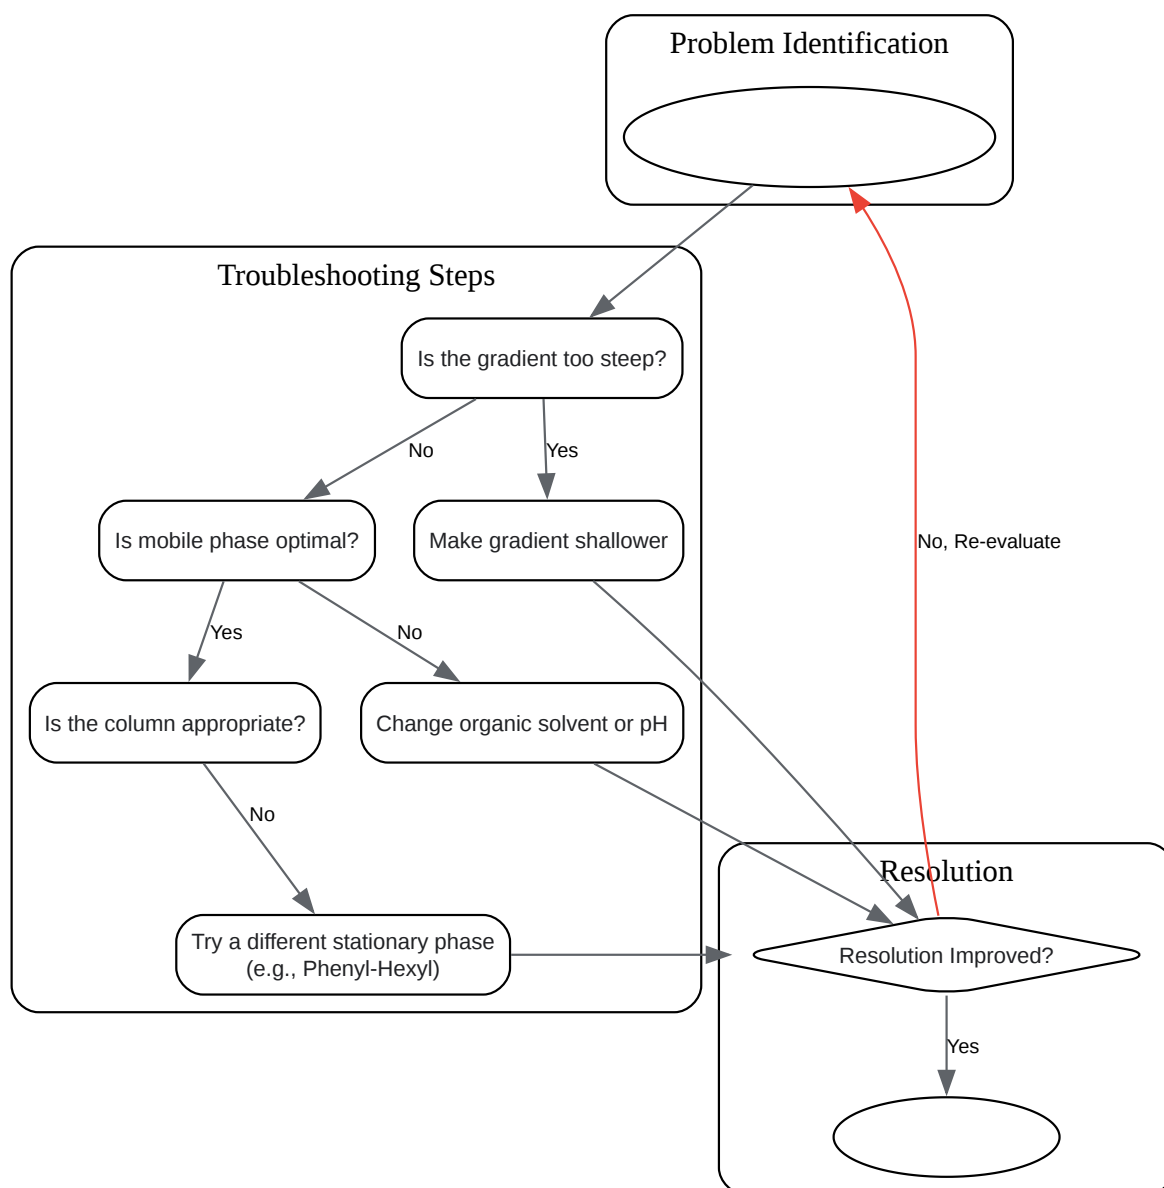 Problem Identification
Troubleshooting Steps
Is the gradient too steep?
No
Yes
Is mobile phase optimal?
Make gradient shallower
No, Re-evaluate
Yes
No
Is the column appropriate?
Change organic solvent or pH
No
Resolution
Try a different stationary phase
(e.g., Phenyl-Hexyl)
Resolution Improved?
Yes